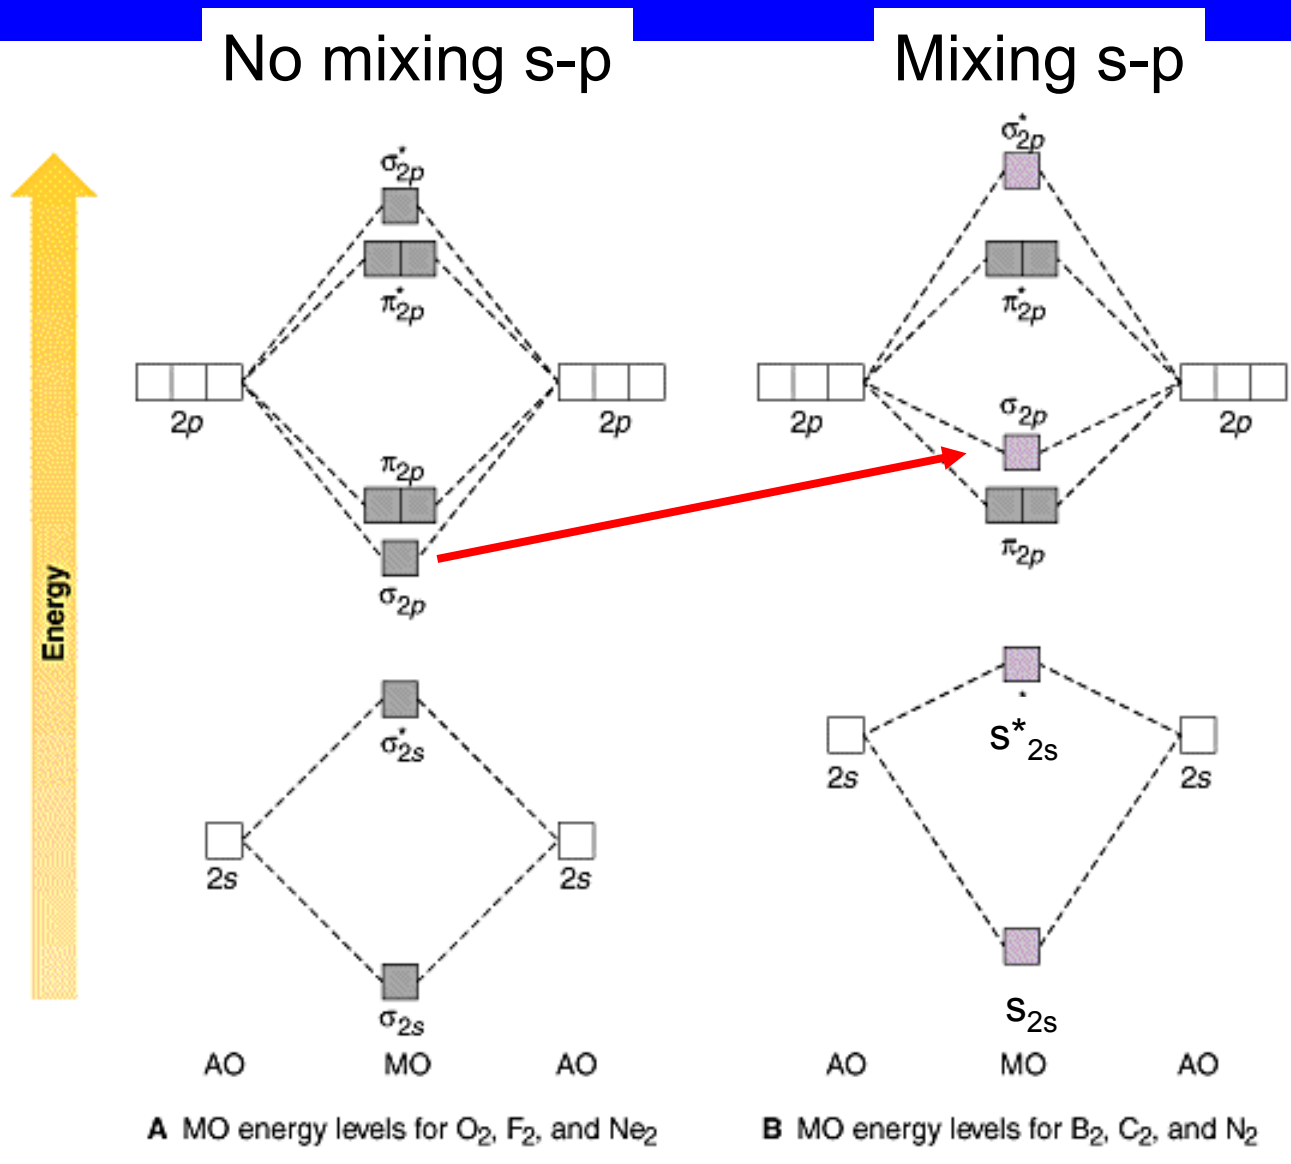 No mixing s-p
Mixing s-p
σ*2p
σ*2p
π*2p
π*2p
2p
2p
2p
2p
σ2p
π2p
π2p
σ2p
Energy
σ*2s
*
s*2s
2s
2s
2s
2s
σ2s
s2s
AO MO AO
AO MO AO
A MO energy levels for O2, F2, and Ne2
B MO energy levels for B2, C2, and N2